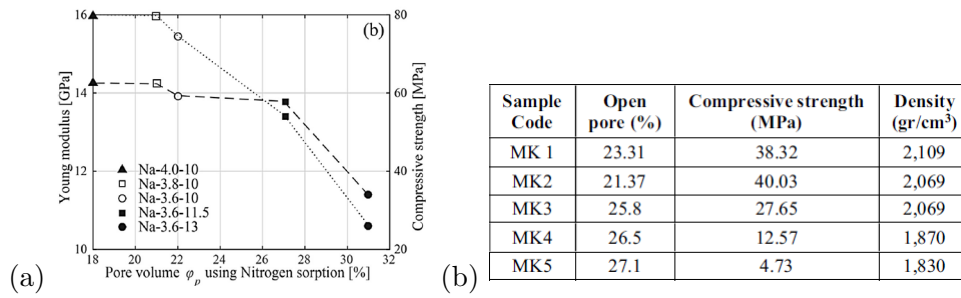 (a)
(b)
Young modulus [GPa]
16
14
12
10
Compressive strength [MPa]
80
60
40
20
Na-4.0-10
Na-3.8-10
Na-3.6-10
Na-3.6-11.5
Na-3.6-13
18 20 22 24 26 28 30 32
Pore volume φp using Nitrogen sorption [%]
(b)
Sample Code Open pore (%) Compressive strength (MPa) Density (gr/cm³)
MK 1 23.31 38.32 2,109
MK2 21.37 40.03 2,069
MK3 25.8 27.65 2,069
MK4 26.5 12.57 1,870
MK5 27.1 4.73 1,830